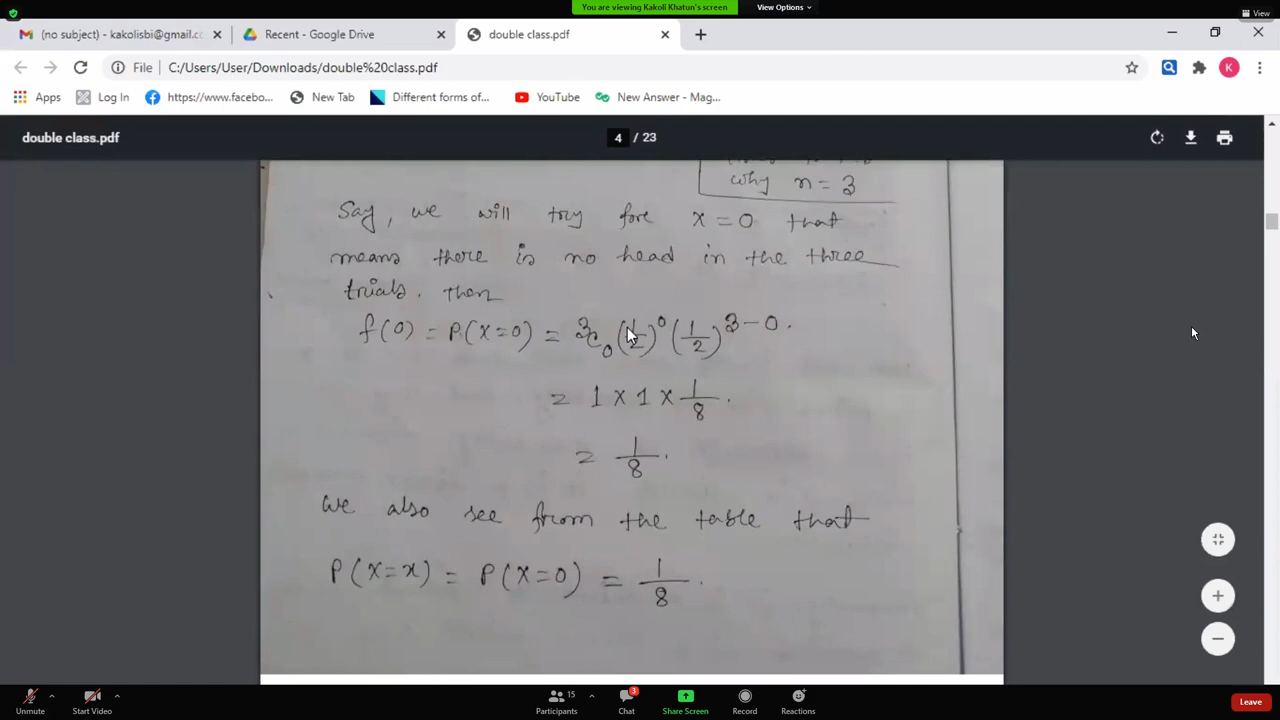 You are viewing Kakoli Khatun's screen
View Options
View
(no subject) - kakolisbi@gmail.cc
Recent - Google Drive
double class.pdf
File
C:/Users/User/Downloads/double%20class.pdf
K
Apps
Log In
https://www.facebo...
New Tab
Different forms of...
YouTube
New Answer - Mag...
double class.pdf
4 / 23
why n = 3
Say, we will try fore x = 0 that
means there is no head in the three
trials. then
f(0) = P(X=0) = 3c₀ (1/2)⁰ (1/2)³⁻⁰.
= 1 × 1 × 1/8.
= 1/8.
We also see from the table that
P(X=x) = P(X=0) = 1/8.
Unmute
Start Video
15
Participants
3
Chat
Share Screen
Record
Reactions
Leave